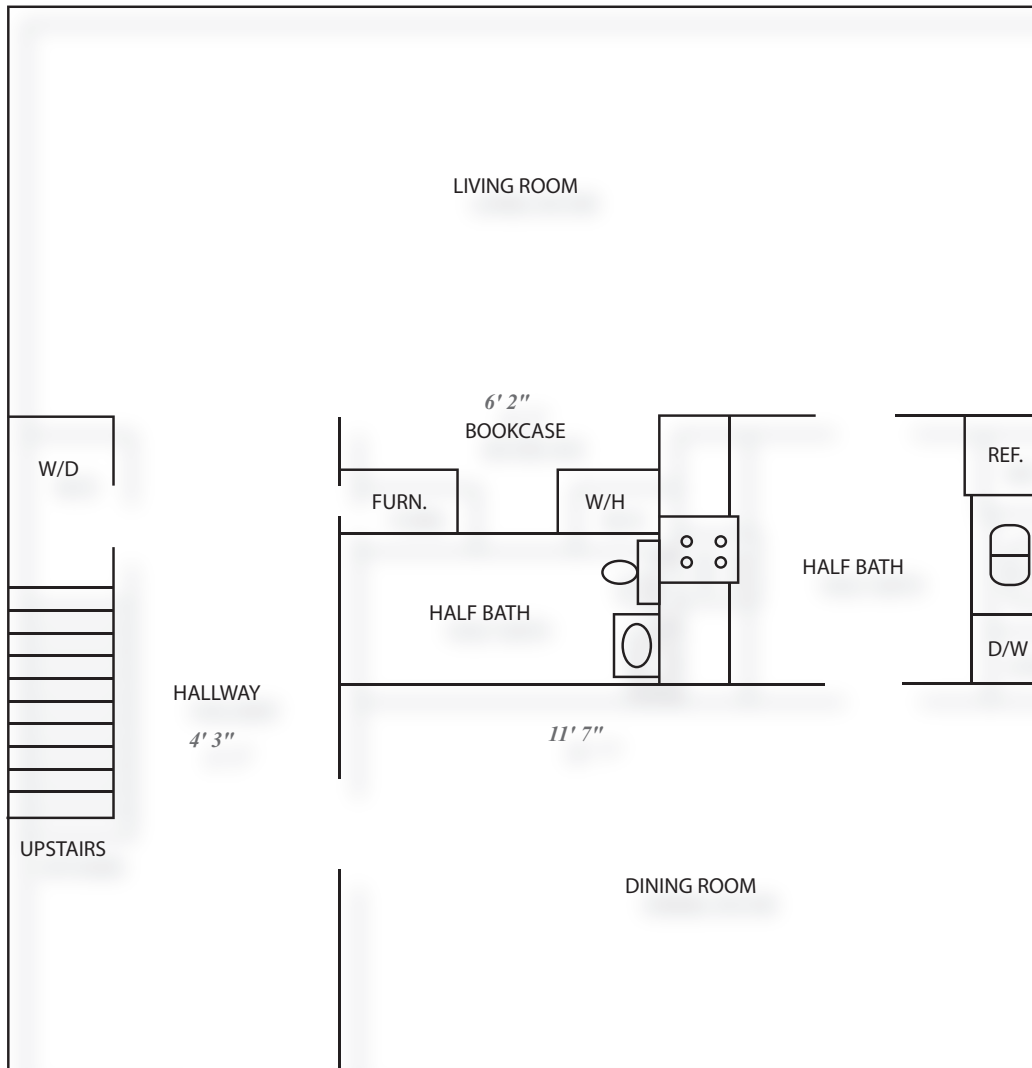 LIVING ROOM
6' 2"
BOOKCASE
W/D
FURN.
W/H
REF.
HALF BATH
HALF BATH
D/W
HALLWAY
4' 3"
11' 7"
UPSTAIRS
DINING ROOM